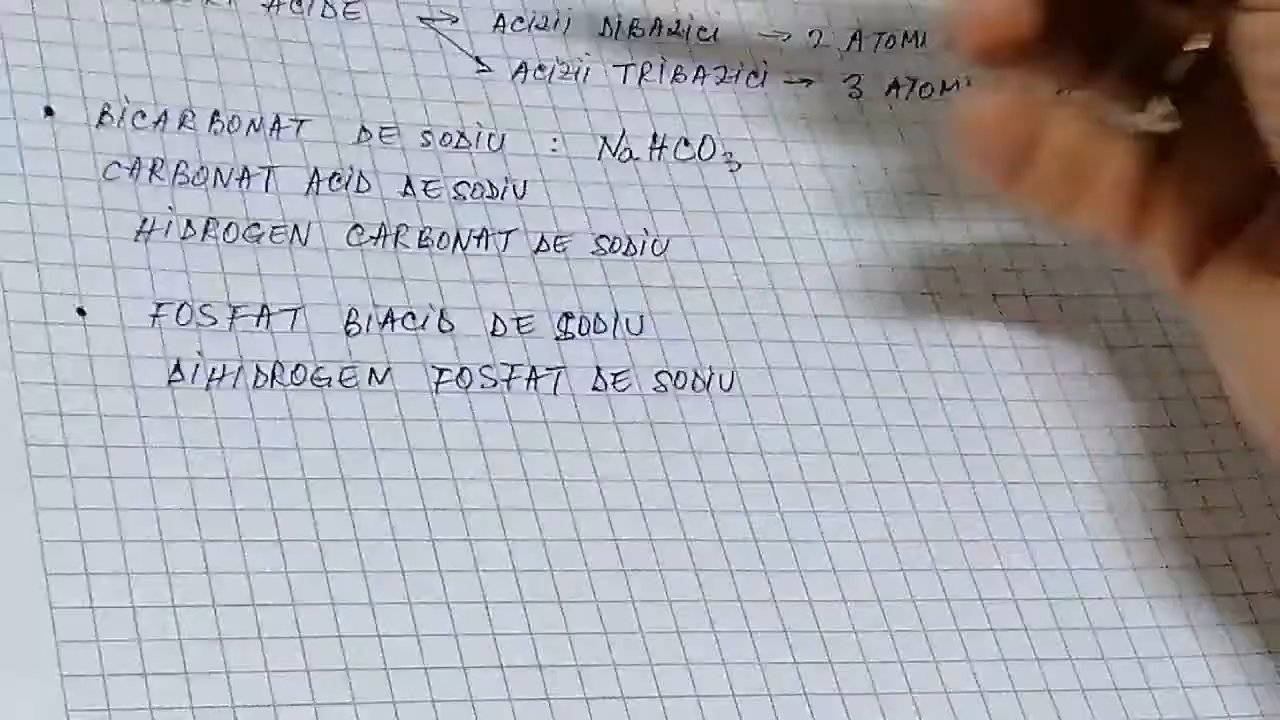 ACIDE → ACIZII DIBAZICI → 2 ATOMI
→ ACIZII TRIBAZICI → 3 ATOMI
• BICARBONAT DE SODIU : NaHCO₃
CARBONAT ACID DE SODIU
HIDROGEN CARBONAT DE SODIU
• FOSFAT BIACID DE SODIU
DIHIDROGEN FOSFAT DE SODIU